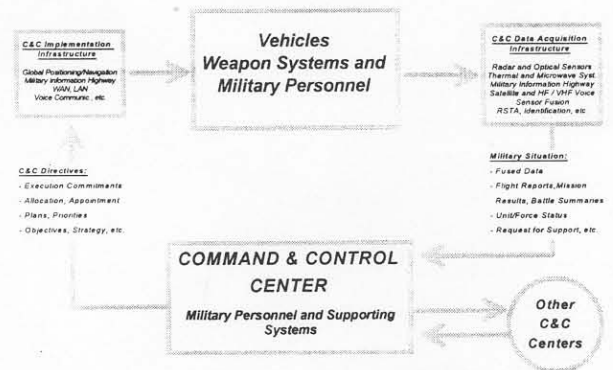 C&C Implementation
Infrastructure
Global Positioning/Navigation
Military Information Highway
WAN, LAN
Voice Communic., etc
Vehicles
Weapon Systems and
Military Personnel
C&C Data Acquisition
Infrastructure
Radar and Optical Sensors
Thermal and Microwave Syst
Military Information Highway
Satellite and HF / VHF Voice
Sensor Fusion
RSTA, Identification, etc
C&C Directives:
- Execution Commitments
- Allocation, Appointment
- Plans, Priorities
- Objectives, Strategy, etc.
Military Situation:
- Fused Data
- Flight Reports, Mission
Results, Battle Summaries
- Unit/Force Status
- Request for Support, etc.
COMMAND & CONTROL
CENTER
Military Personnel and Supporting
Systems
Other
C&C
Centers